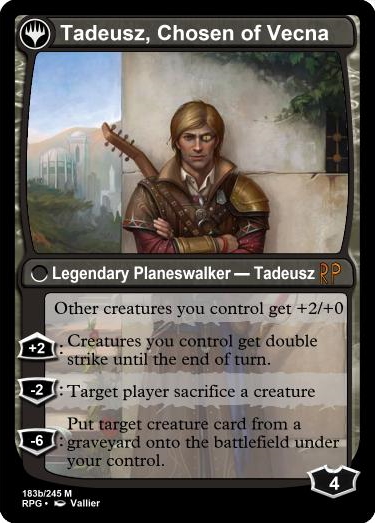 Tadeusz, Chosen of Vecna
Legendary Planeswalker — Tadeusz RP
Other creatures you control get +2/+0
+2 : Creatures you control get double
strike until the end of turn.
-2 : Target player sacrifice a creature
-6 : Put target creature card from a
graveyard onto the battlefield under
your control.
4
183b/245 M
RPG • Vallier